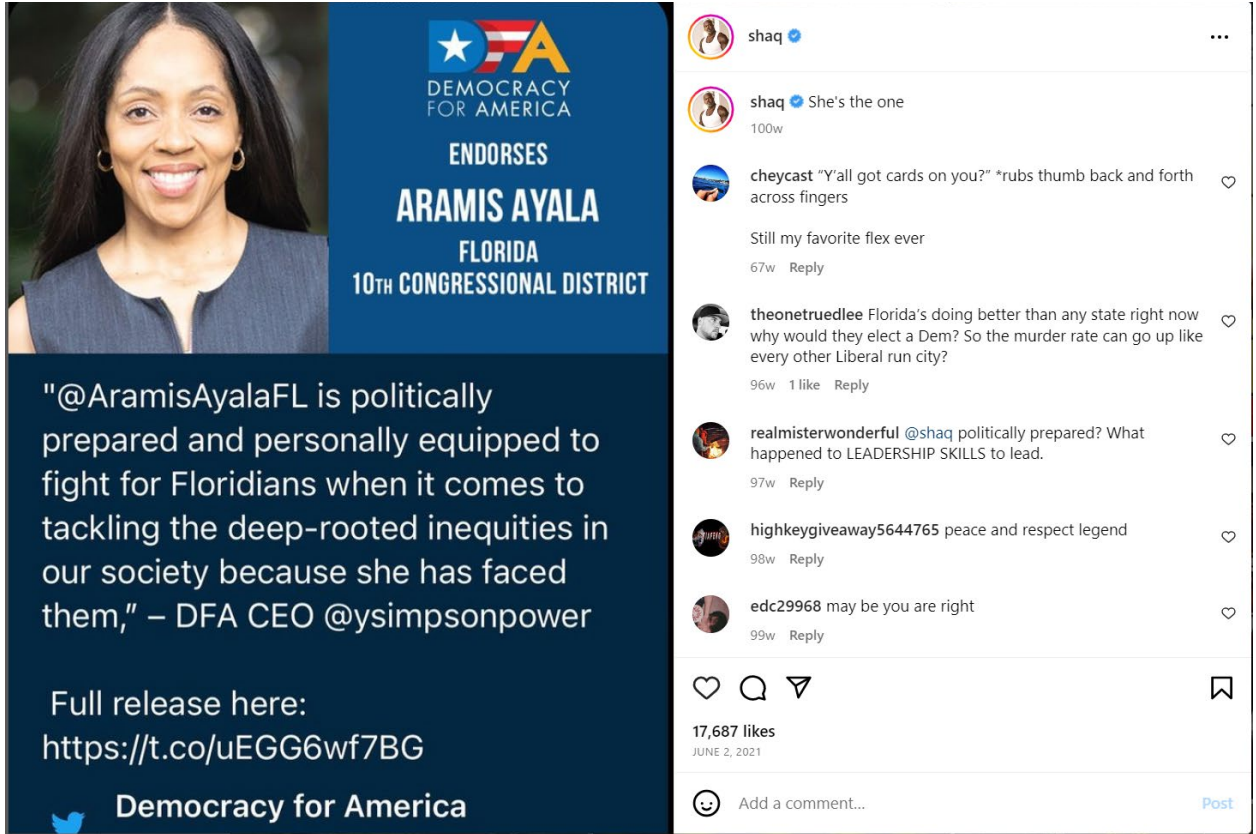 DFA
DEMOCRACY
FOR AMERICA
ENDORSES
ARAMIS AYALA
FLORIDA
10TH CONGRESSIONAL DISTRICT
"@AramisAyalaFL is politically
prepared and personally equipped to
fight for Floridians when it comes to
tackling the deep-rooted inequities in
our society because she has faced
them,” – DFA CEO @ysimpsonpower
Full release here:
https://t.co/uEGG6wf7BG
Democracy for America
shaq
shaq She's the one
100w
cheycast “Y’all got cards on you?” *rubs thumb back and forth
across fingers
Still my favorite flex ever
67w Reply
theonetruedlee Florida’s doing better than any state right now
why would they elect a Dem? So the murder rate can go up like
every other Liberal run city?
96w 1 like Reply
realmisterwonderful @shaq politically prepared? What
happened to LEADERSHIP SKILLS to lead.
97w Reply
highkeygiveaway5644765 peace and respect legend
98w Reply
edc29968 may be you are right
99w Reply
17,687 likes
JUNE 2, 2021
Add a comment...
Post